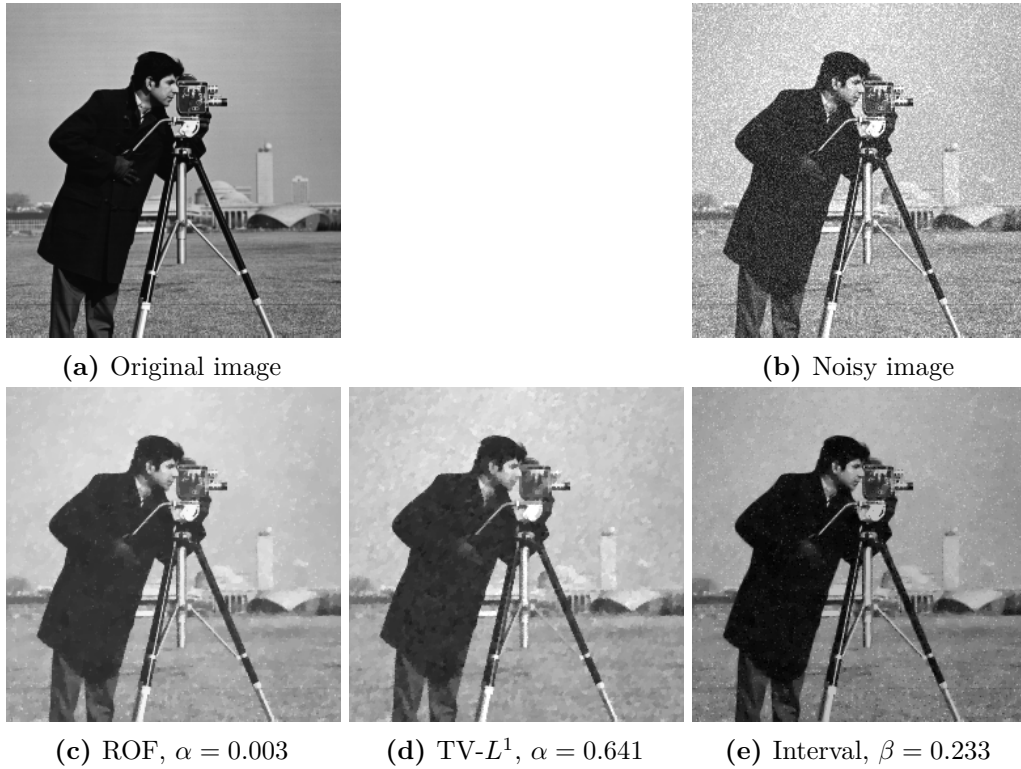 (a) Original image
(b) Noisy image
(c) ROF, α = 0.003
(d) TV-L¹, α = 0.641
(e) Interval, β = 0.233